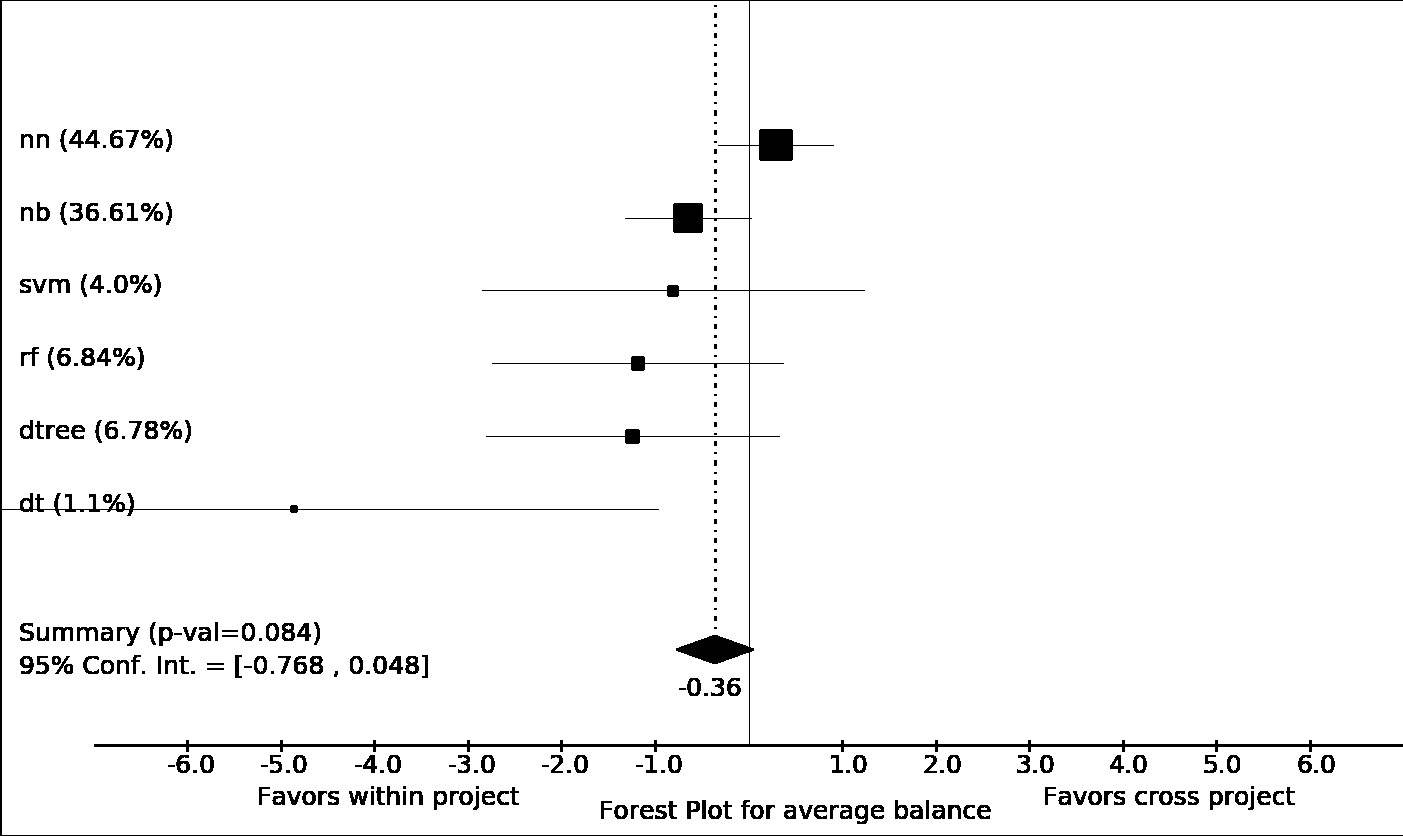 nn (44.67%)
nb (36.61%)
svm (4.0%)
rf (6.84%)
dtree (6.78%)
dt (1.1%)
Summary (p-val=0.084)
95% Conf. Int. = [-0.768 , 0.048]
-0.36
-6.0 -5.0 -4.0 -3.0 -2.0 -1.0 1.0 2.0 3.0 4.0 5.0 6.0
Favors within project Forest Plot for average balance Favors cross project